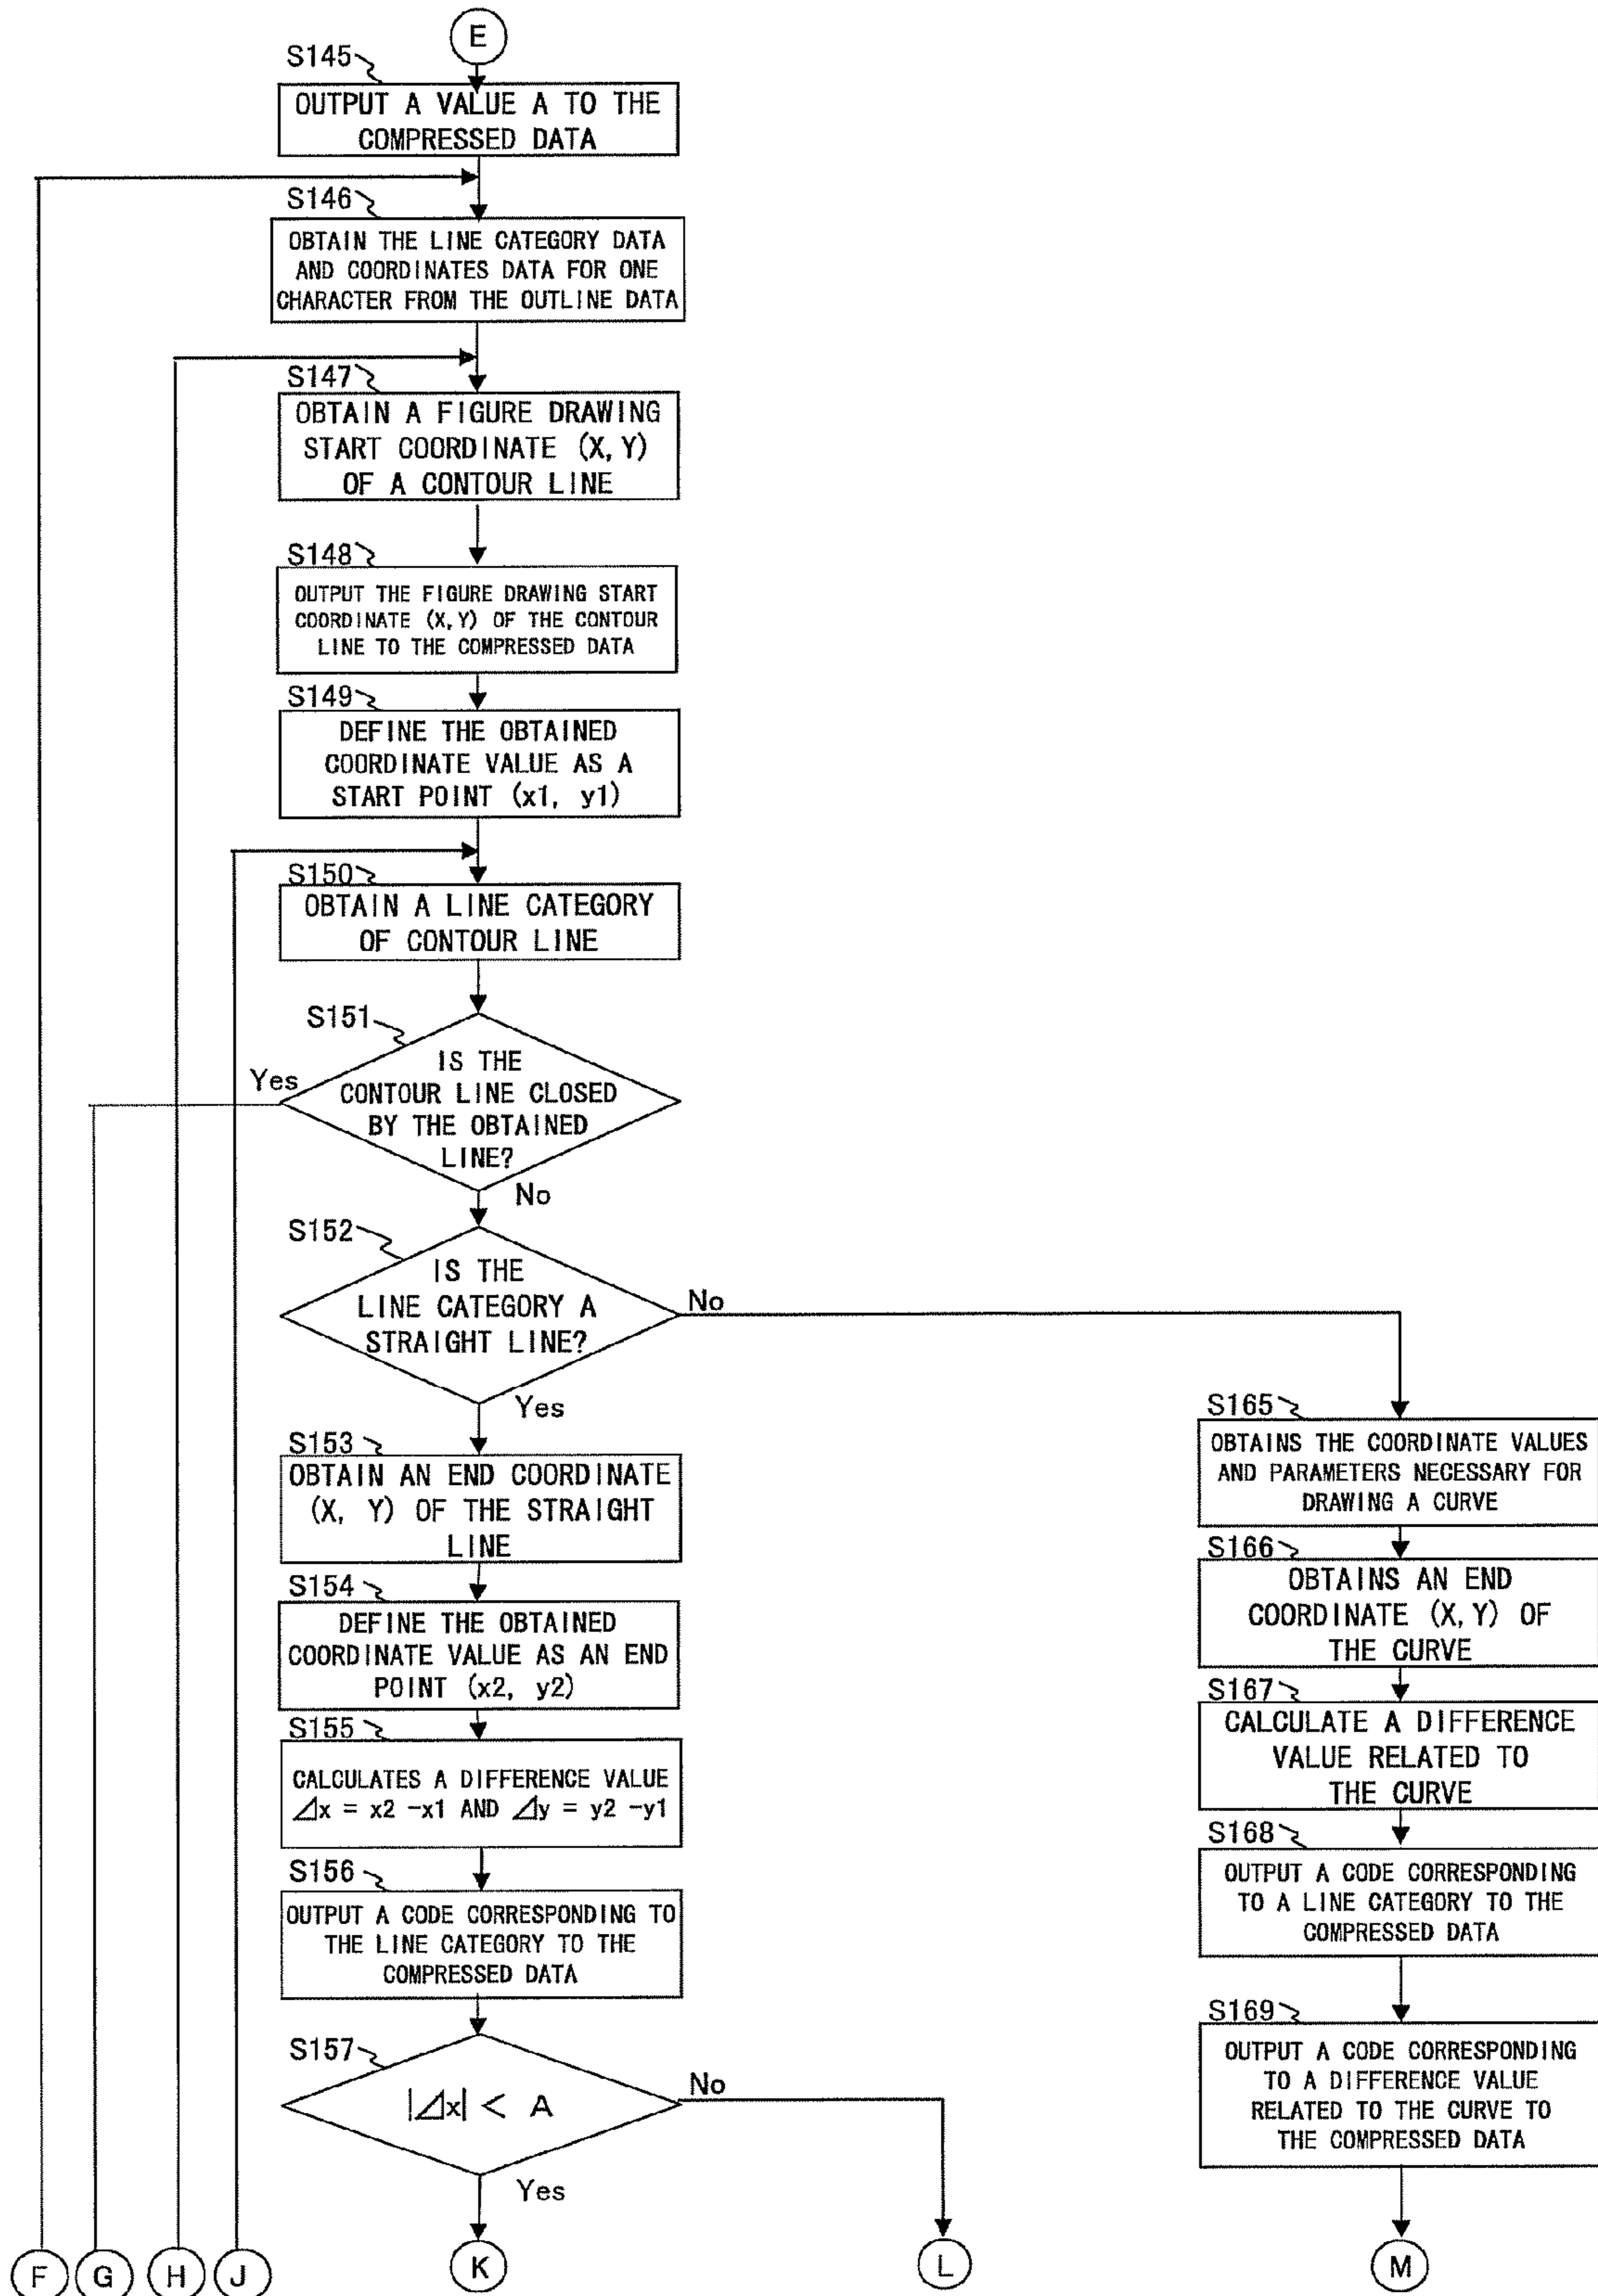 E
S145
OUTPUT A VALUE A TO THE
COMPRESSED DATA
S146
OBTAIN THE LINE CATEGORY DATA
AND COORDINATES DATA FOR ONE
CHARACTER FROM THE OUTLINE DATA
S147
OBTAIN A FIGURE DRAWING
START COORDINATE (X, Y)
OF A CONTOUR LINE
S148
OUTPUT THE FIGURE DRAWING START
COORDINATE (X, Y) OF THE CONTOUR
LINE TO THE COMPRESSED DATA
S149
DEFINE THE OBTAINED
COORDINATE VALUE AS A
START POINT (x1, y1)
S150
OBTAIN A LINE CATEGORY
OF CONTOUR LINE
S151
IS THE
CONTOUR LINE CLOSED
BY THE OBTAINED
LINE?
Yes
No
S152
IS THE
LINE CATEGORY A
STRAIGHT LINE?
No
Yes
S153
OBTAIN AN END COORDINATE
(X, Y) OF THE STRAIGHT
LINE
S154
DEFINE THE OBTAINED
COORDINATE VALUE AS AN END
POINT (x2, y2)
S155
CALCULATES A DIFFERENCE VALUE
⊿x = x2 -x1 AND ⊿y = y2 -y1
S156
OUTPUT A CODE CORRESPONDING TO
THE LINE CATEGORY TO THE
COMPRESSED DATA
S157
|⊿x| < A
No
Yes
S165
OBTAINS THE COORDINATE VALUES
AND PARAMETERS NECESSARY FOR
DRAWING A CURVE
S166
OBTAINS AN END
COORDINATE (X, Y) OF
THE CURVE
S167
CALCULATE A DIFFERENCE
VALUE RELATED TO
THE CURVE
S168
OUTPUT A CODE CORRESPONDING
TO A LINE CATEGORY TO THE
COMPRESSED DATA
S169
OUTPUT A CODE CORRESPONDING
TO A DIFFERENCE VALUE
RELATED TO THE CURVE TO
THE COMPRESSED DATA
F G H J K L M